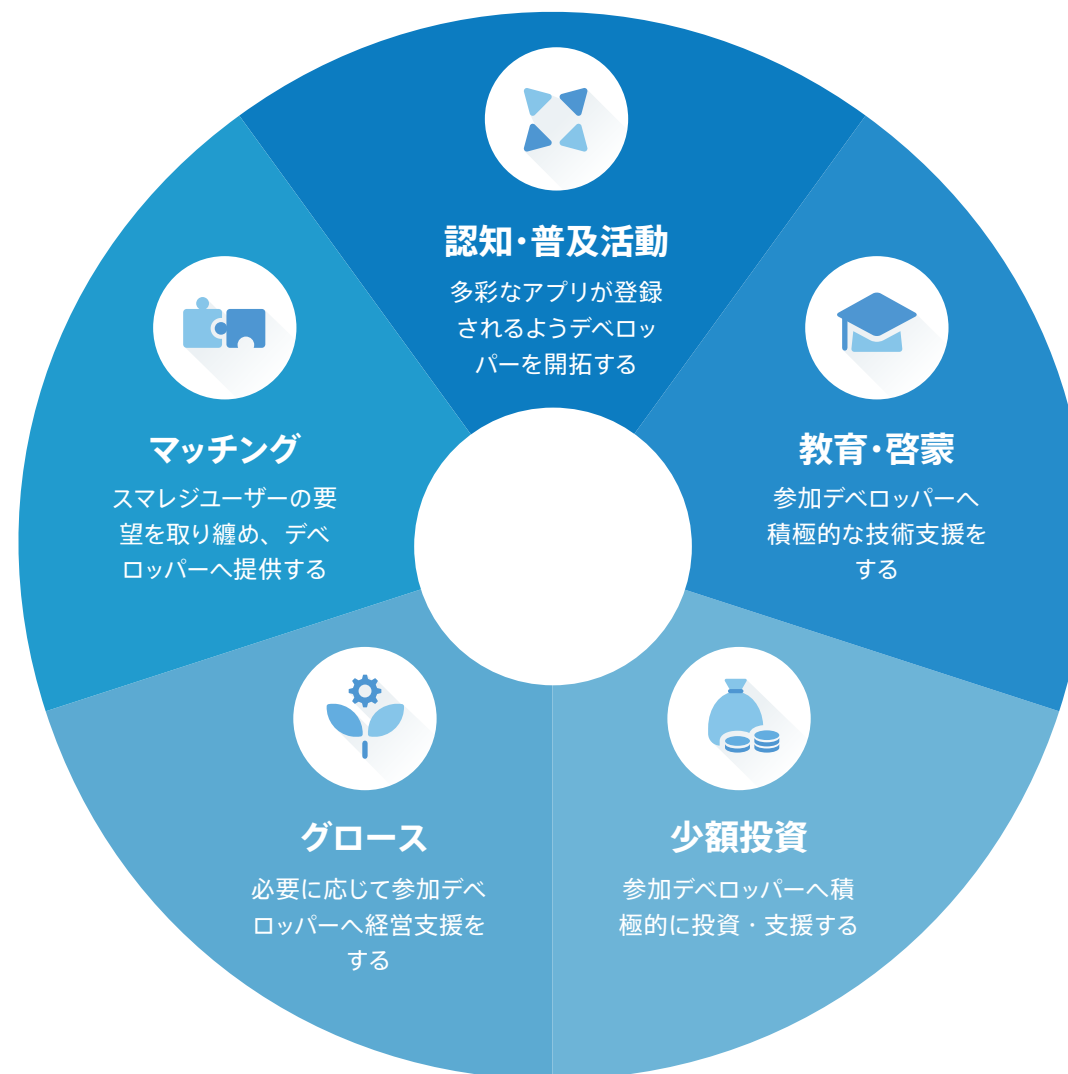 認知・普及活動
多彩なアプリが登録
されるようデベロッ
パーを開拓する
教育・啓蒙
参加デベロッパーへ
積極的な技術支援を
する
少額投資
参加デベロッパーへ積
極的に投資・支援する
グロース
必要に応じて参加デベ
ロッパーへ経営支援を
する
マッチング
スマレジユーザーの要
望を取り纏め、デベ
ロッパーへ提供する